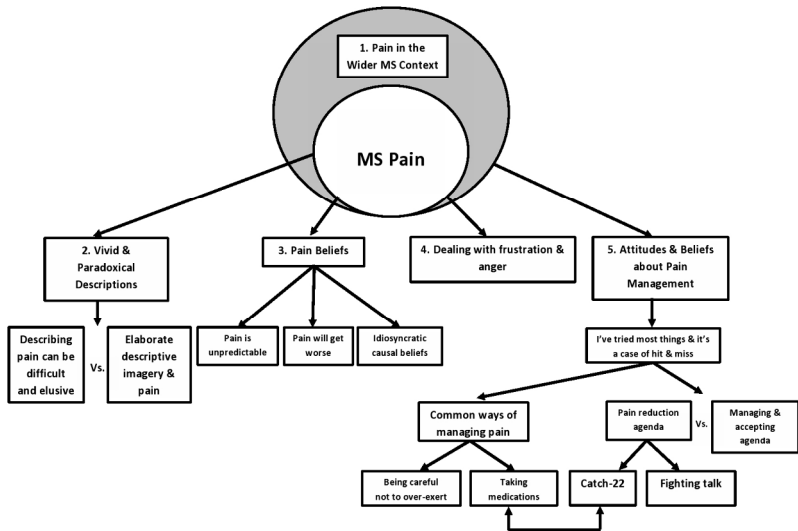 1. Pain in the
Wider MS Context
MS Pain
2. Vivid &
Paradoxical
Descriptions
3. Pain Beliefs
4. Dealing with frustration &
anger
5. Attitudes & Beliefs
about Pain
Management
Describing
pain can be
difficult
and elusive
Vs.
Elaborate
descriptive
imagery &
pain
Pain is
unpredictable
Pain will get
worse
Idiosyncratic
causal beliefs
I've tried most things & it's
a case of hit & miss
Common ways of
managing pain
Pain reduction
agenda
Vs.
Managing &
accepting
agenda
Being careful
not to over-exert
Taking
medications
Catch-22
Fighting talk